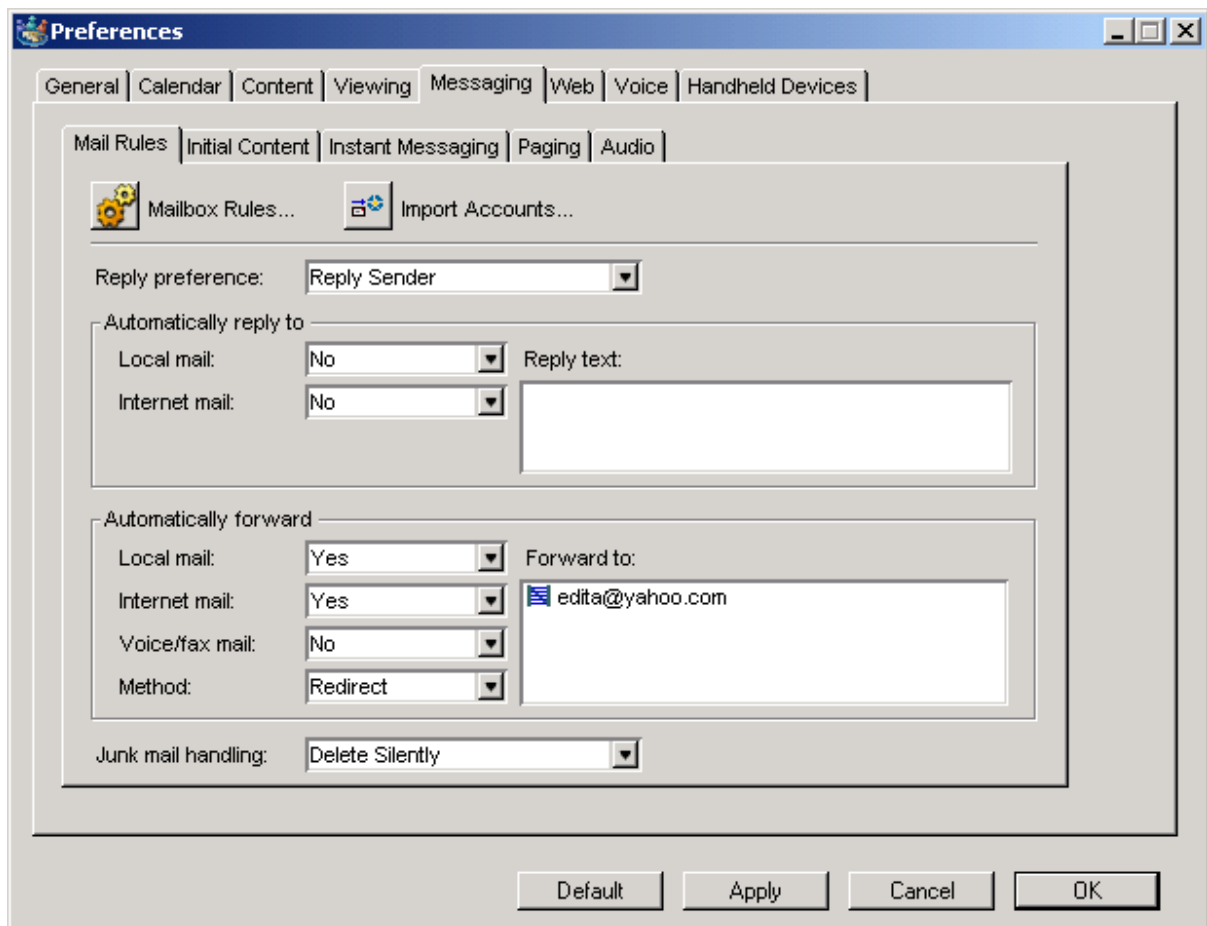 Preferences
General Calendar Content Viewing Messaging Web Voice Handheld Devices
Mail Rules Initial Content Instant Messaging Paging Audio
Mailbox Rules... Import Accounts...
Reply preference: Reply Sender
Automatically reply to
Local mail: No Reply text:
Internet mail: No
Automatically forward
Local mail: Yes Forward to:
Internet mail: Yes edita@yahoo.com
Voice/fax mail: No
Method: Redirect
Junk mail handling: Delete Silently
Default Apply Cancel OK